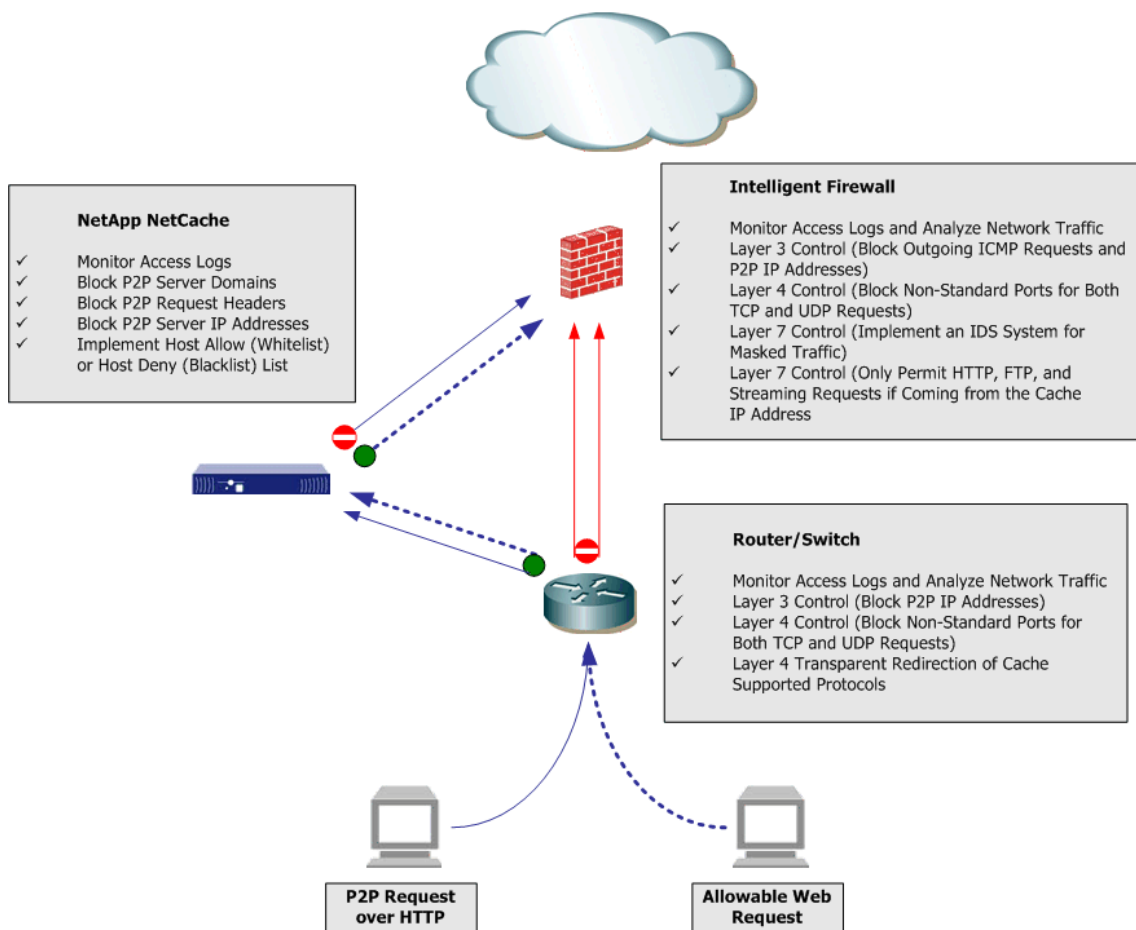 NetApp NetCache
✓ Monitor Access Logs
✓ Block P2P Server Domains
✓ Block P2P Request Headers
✓ Block P2P Server IP Addresses
✓ Implement Host Allow (Whitelist)
or Host Deny (Blacklist) List
Intelligent Firewall
✓ Monitor Access Logs and Analyze Network Traffic
✓ Layer 3 Control (Block Outgoing ICMP Requests and
P2P IP Addresses)
✓ Layer 4 Control (Block Non-Standard Ports for Both
TCP and UDP Requests)
✓ Layer 7 Control (Implement an IDS System for
Masked Traffic)
✓ Layer 7 Control (Only Permit HTTP, FTP, and
Streaming Requests if Coming from the Cache
IP Address
Router/Switch
✓ Monitor Access Logs and Analyze Network Traffic
✓ Layer 3 Control (Block P2P IP Addresses)
✓ Layer 4 Control (Block Non-Standard Ports for
Both TCP and UDP Requests)
✓ Layer 4 Transparent Redirection of Cache
Supported Protocols
P2P Request
over HTTP
Allowable Web
Request